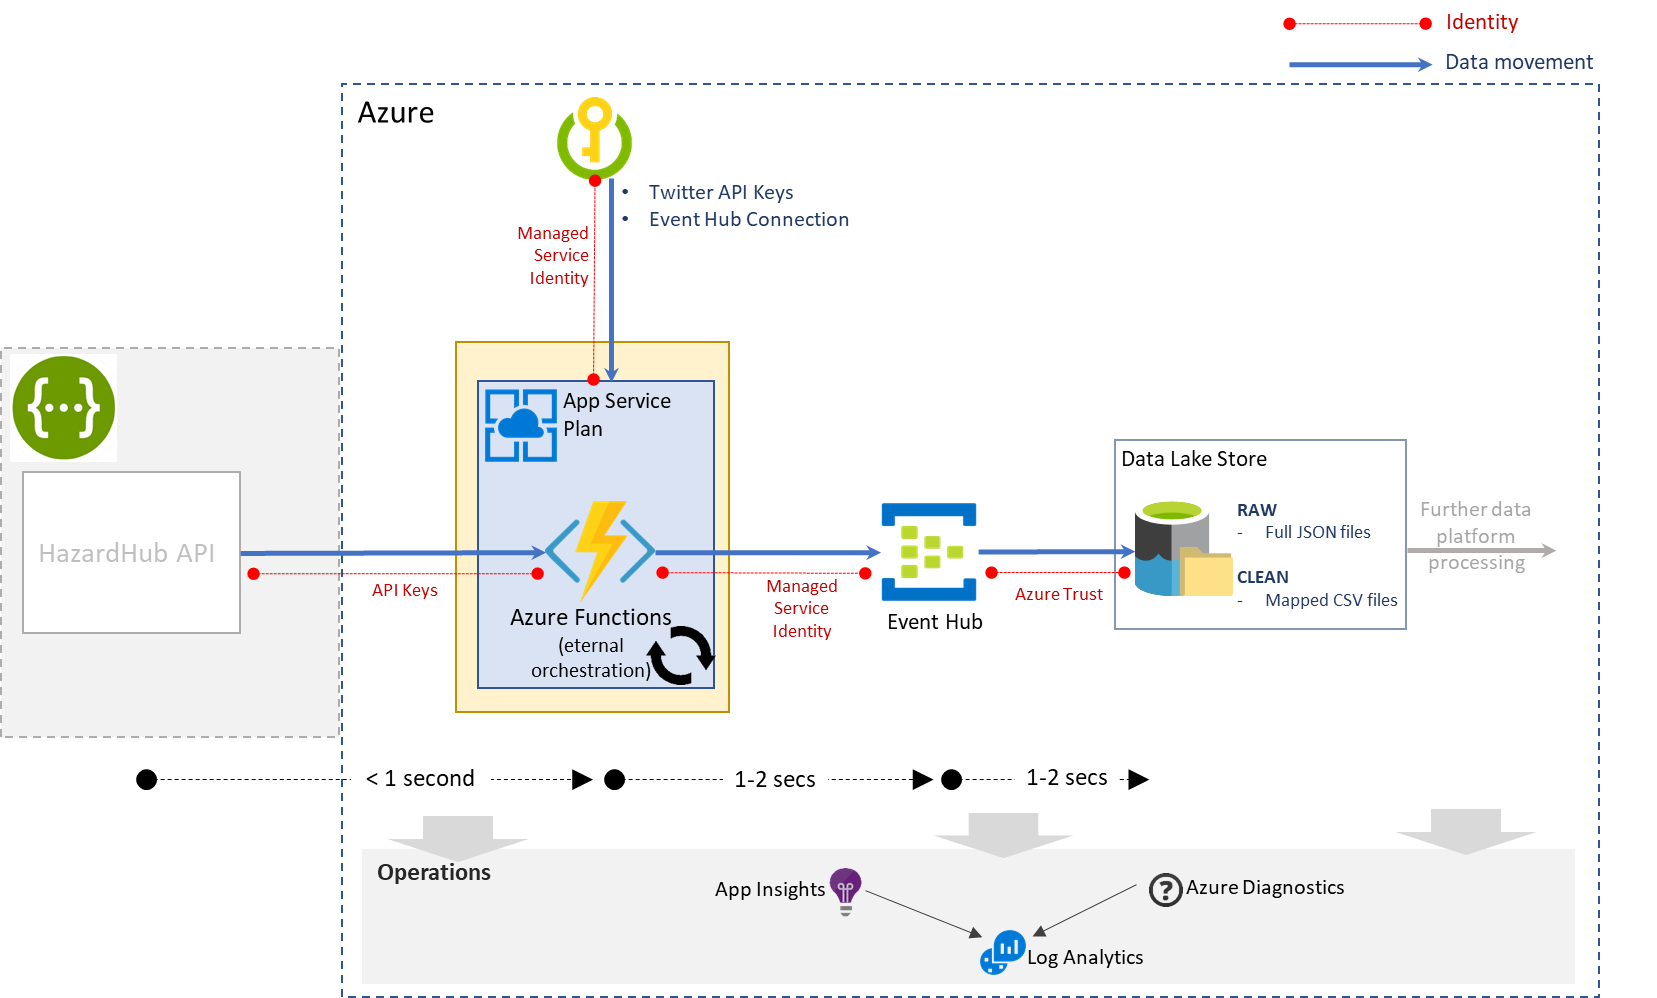 Identity
Data movement
Azure
• Twitter API Keys
• Event Hub Connection
Managed
Service
Identity
App Service
Plan
HazardHub API
API Keys
Azure Functions
(eternal
orchestration)
Managed
Service
Identity
Event Hub
Azure Trust
Data Lake Store
RAW
- Full JSON files
CLEAN
- Mapped CSV files
Further data
platform
processing
< 1 second
1-2 secs
1-2 secs
Operations
App Insights
Azure Diagnostics
Log Analytics